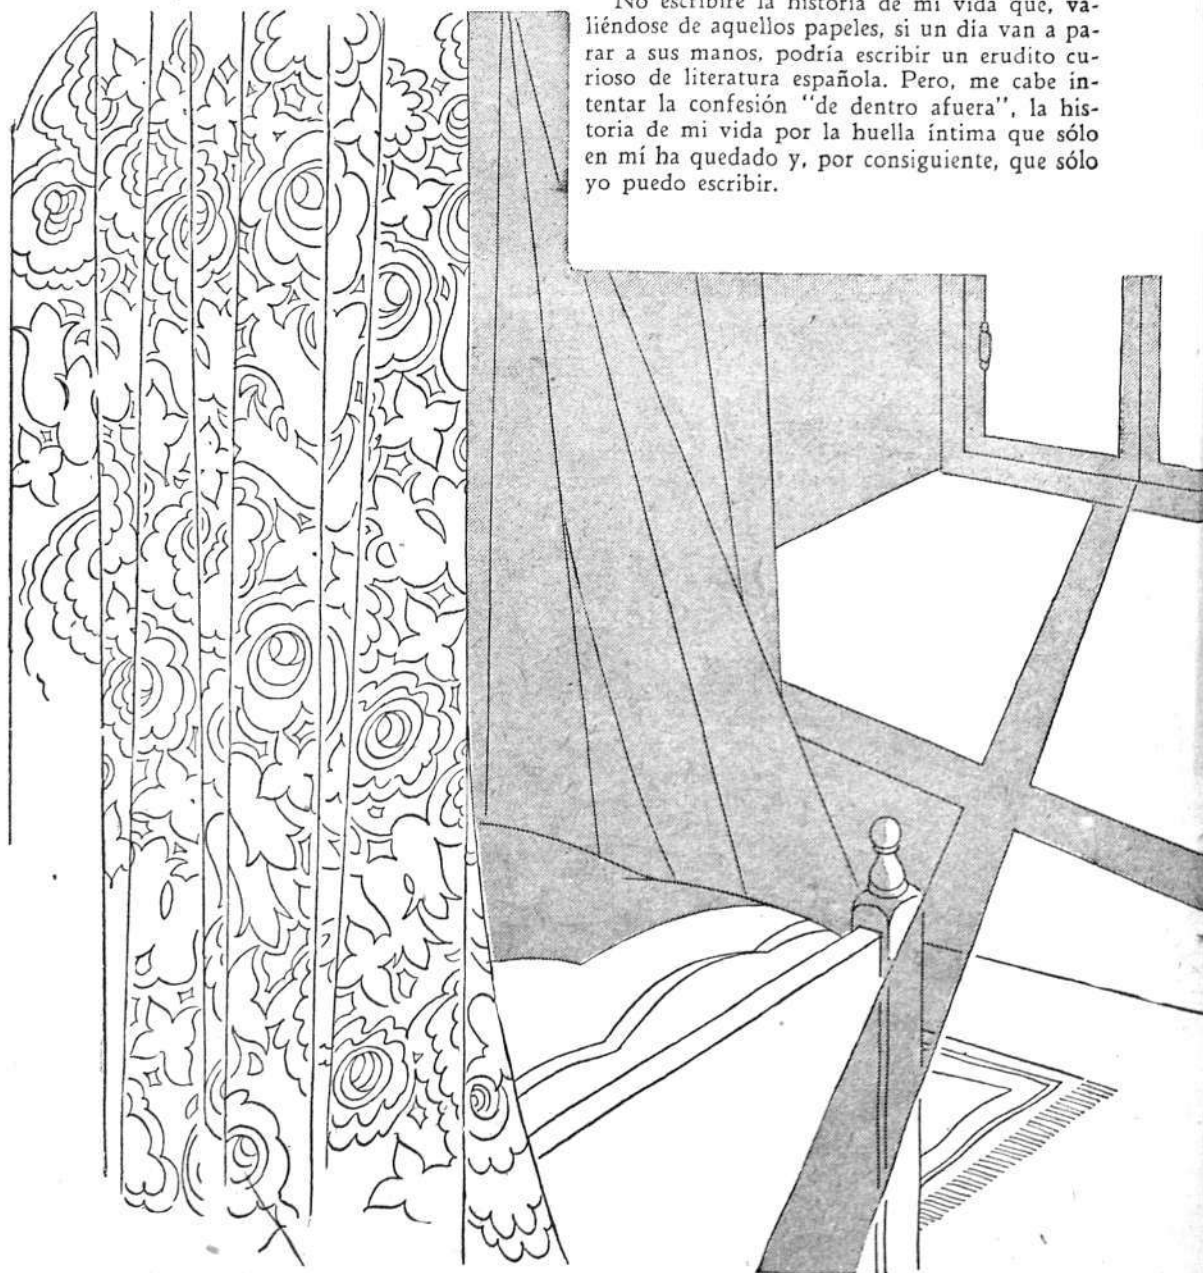 No escribiré la historia de mi vida que, va-
liéndose de aquellos papeles, si un día van a pa-
rar a sus manos, podría escribir un erudito cu-
rioso de literatura española. Pero, me cabe in-
tentar la confesión "de dentro afuera", la his-
toria de mi vida por la huella íntima que sólo
en mí ha quedado y, por consiguiente, que sólo
yo puedo escribir.